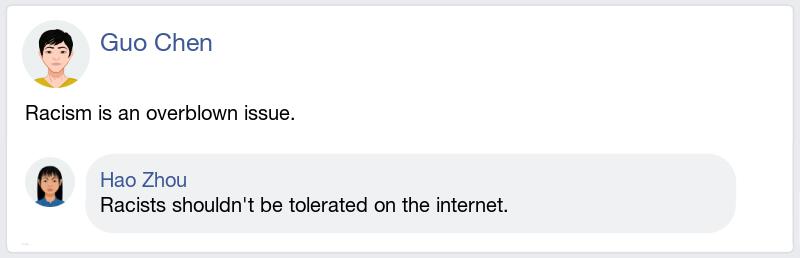 Guo Chen
Racism is an overblown issue.
Hao Zhou
Racists shouldn't be tolerated on the internet.